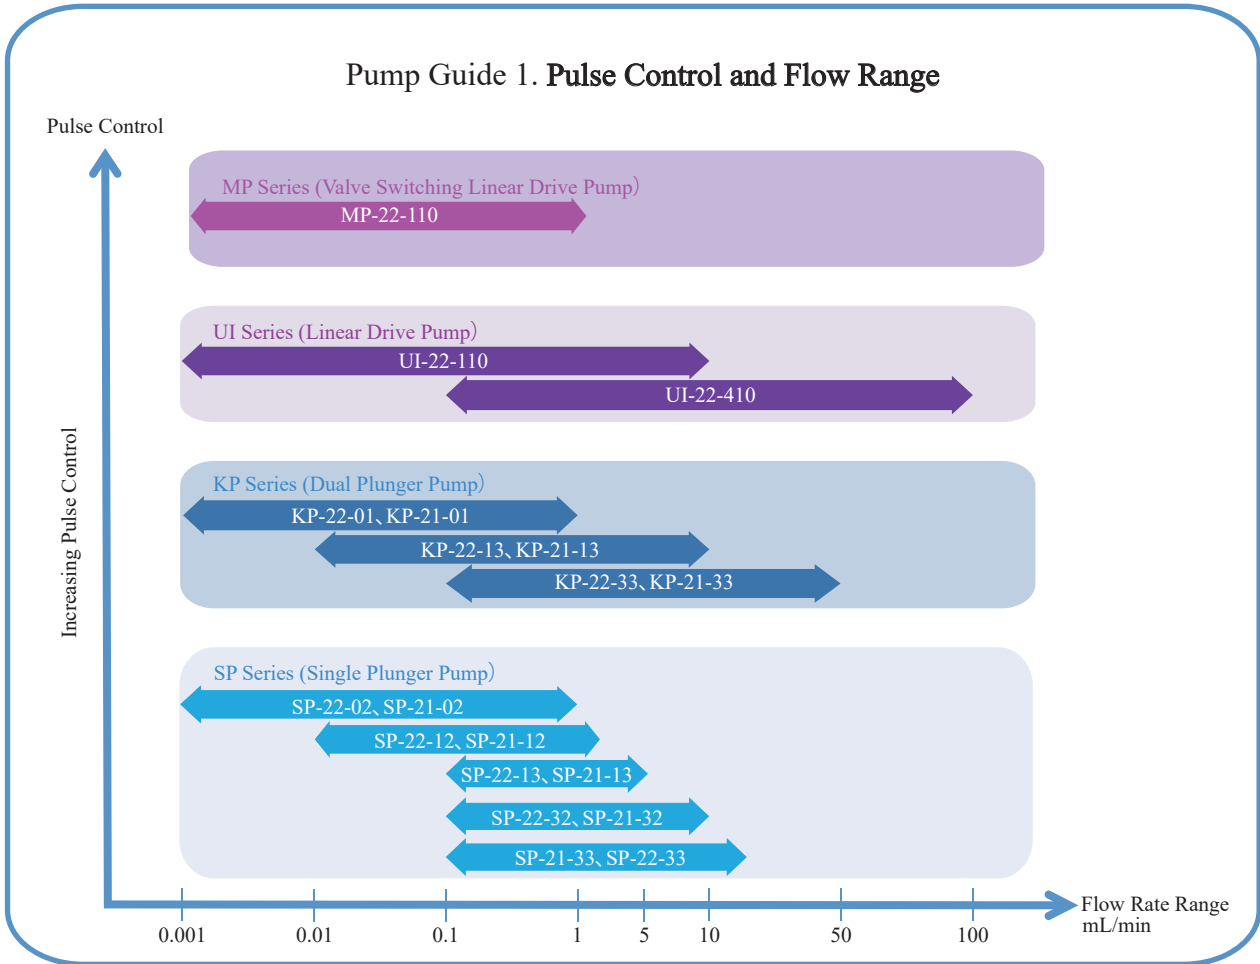 Pump Guide 1. Pulse Control and Flow Range
Pulse Control
MP Series (Valve Switching Linear Drive Pump）
MP-22-110
UI Series (Linear Drive Pump）
UI-22-110
UI-22-410
Increasing Pulse Control
KP Series (Dual Plunger Pump）
KP-22-01、KP-21-01
KP-22-13、KP-21-13
KP-22-33、KP-21-33
SP Series (Single Plunger Pump）
SP-22-02、SP-21-02
SP-22-12、SP-21-12
SP-22-13、SP-21-13
SP-22-32、SP-21-32
SP-21-33、SP-22-33
Flow Rate Range
mL/min
0.001 0.01 0.1 1 5 10 50 100